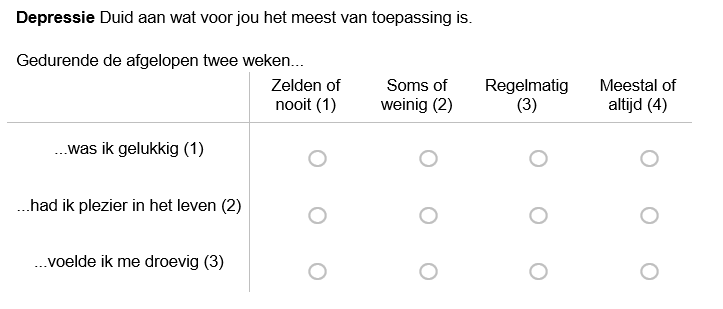 Depressie Duid aan wat voor jou het meest van toepassing is.
Gedurende de afgelopen twee weken...
Zelden of nooit (1) Soms of weinig (2) Regelmatig (3) Meestal of altijd (4)
...was ik gelukkig (1)
...had ik plezier in het leven (2)
...voelde ik me droevig (3)